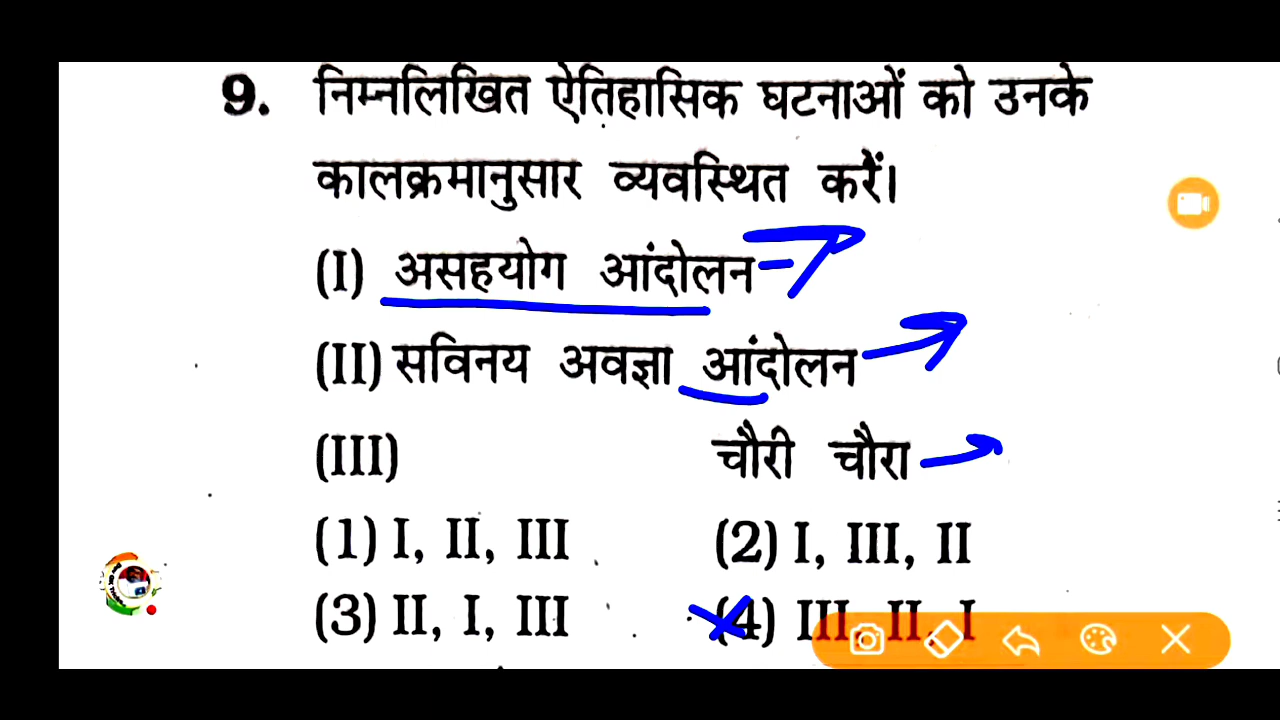 9. निम्नलिखित ऐतिहासिक घटनाओं को उनके
कालक्रमानुसार व्यवस्थित करें।
(I) असहयोग आंदोलन
(II) सविनय अवज्ञा आंदोलन
(III) चौरी चौरा
(1) I, II, III (2) I, III, II
(3) II, I, III (4) III, II, I